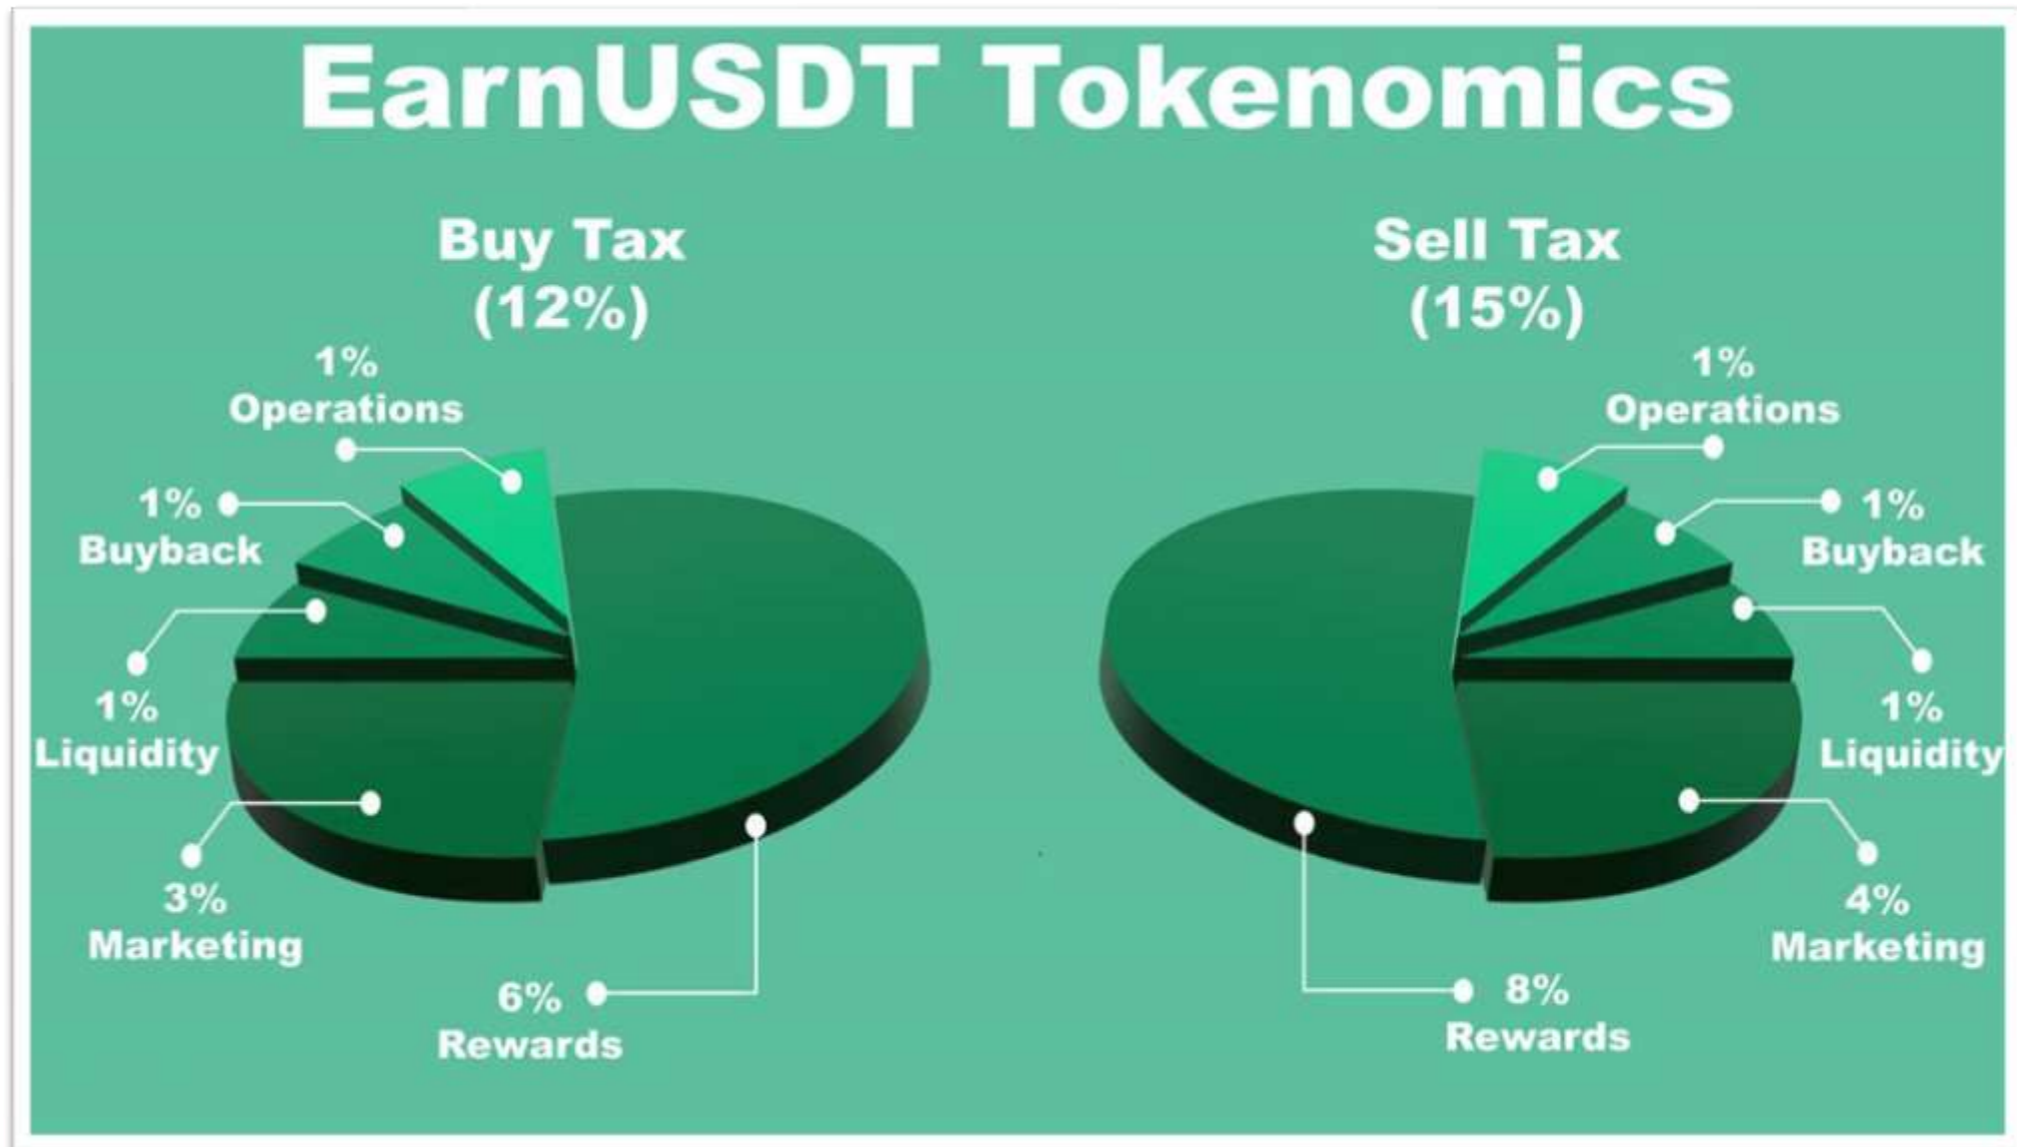 EarnUSDT Tokenomics
Buy Tax
(12%)
1%
Operations
1%
Buyback
1%
Liquidity
3%
Marketing
6%
Rewards
Sell Tax
(15%)
1%
Operations
1%
Buyback
1%
Liquidity
4%
Marketing
8%
Rewards